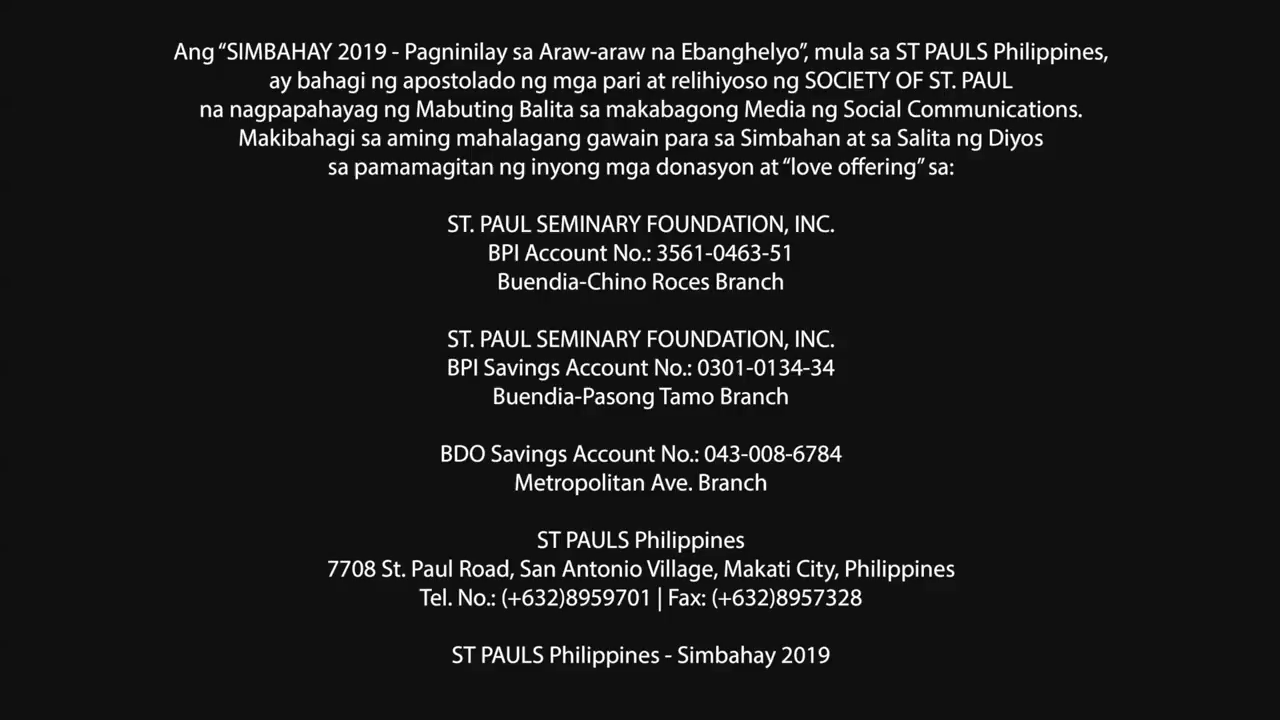 Ang “SIMBAHAY 2019 - Pagninilay sa Araw-araw na Ebanghelyo”, mula sa ST PAULS Philippines,
ay bahagi ng apostolado ng mga pari at relihiyoso ng SOCIETY OF ST. PAUL
na nagpapahayag ng Mabuting Balita sa makabagong Media ng Social Communications.
Makibahagi sa aming mahalagang gawain para sa Simbahan at sa Salita ng Diyos
sa pamamagitan ng inyong mga donasyon at “love offering” sa:
ST. PAUL SEMINARY FOUNDATION, INC.
BPI Account No.: 3561-0463-51
Buendia-Chino Roces Branch
ST. PAUL SEMINARY FOUNDATION, INC.
BPI Savings Account No.: 0301-0134-34
Buendia-Pasong Tamo Branch
BDO Savings Account No.: 043-008-6784
Metropolitan Ave. Branch
ST PAULS Philippines
7708 St. Paul Road, San Antonio Village, Makati City, Philippines
Tel. No.: (+632)8959701 | Fax: (+632)8957328
ST PAULS Philippines - Simbahay 2019